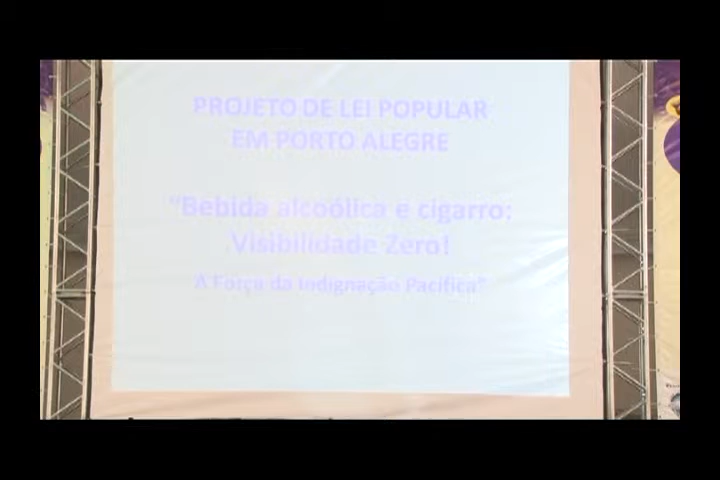 PROJETO DE LEI POPULAR
EM PORTO ALEGRE
"Bebida alcoólica e cigarro:
Visibilidade Zero!
A Força da Indignação Pacífica"